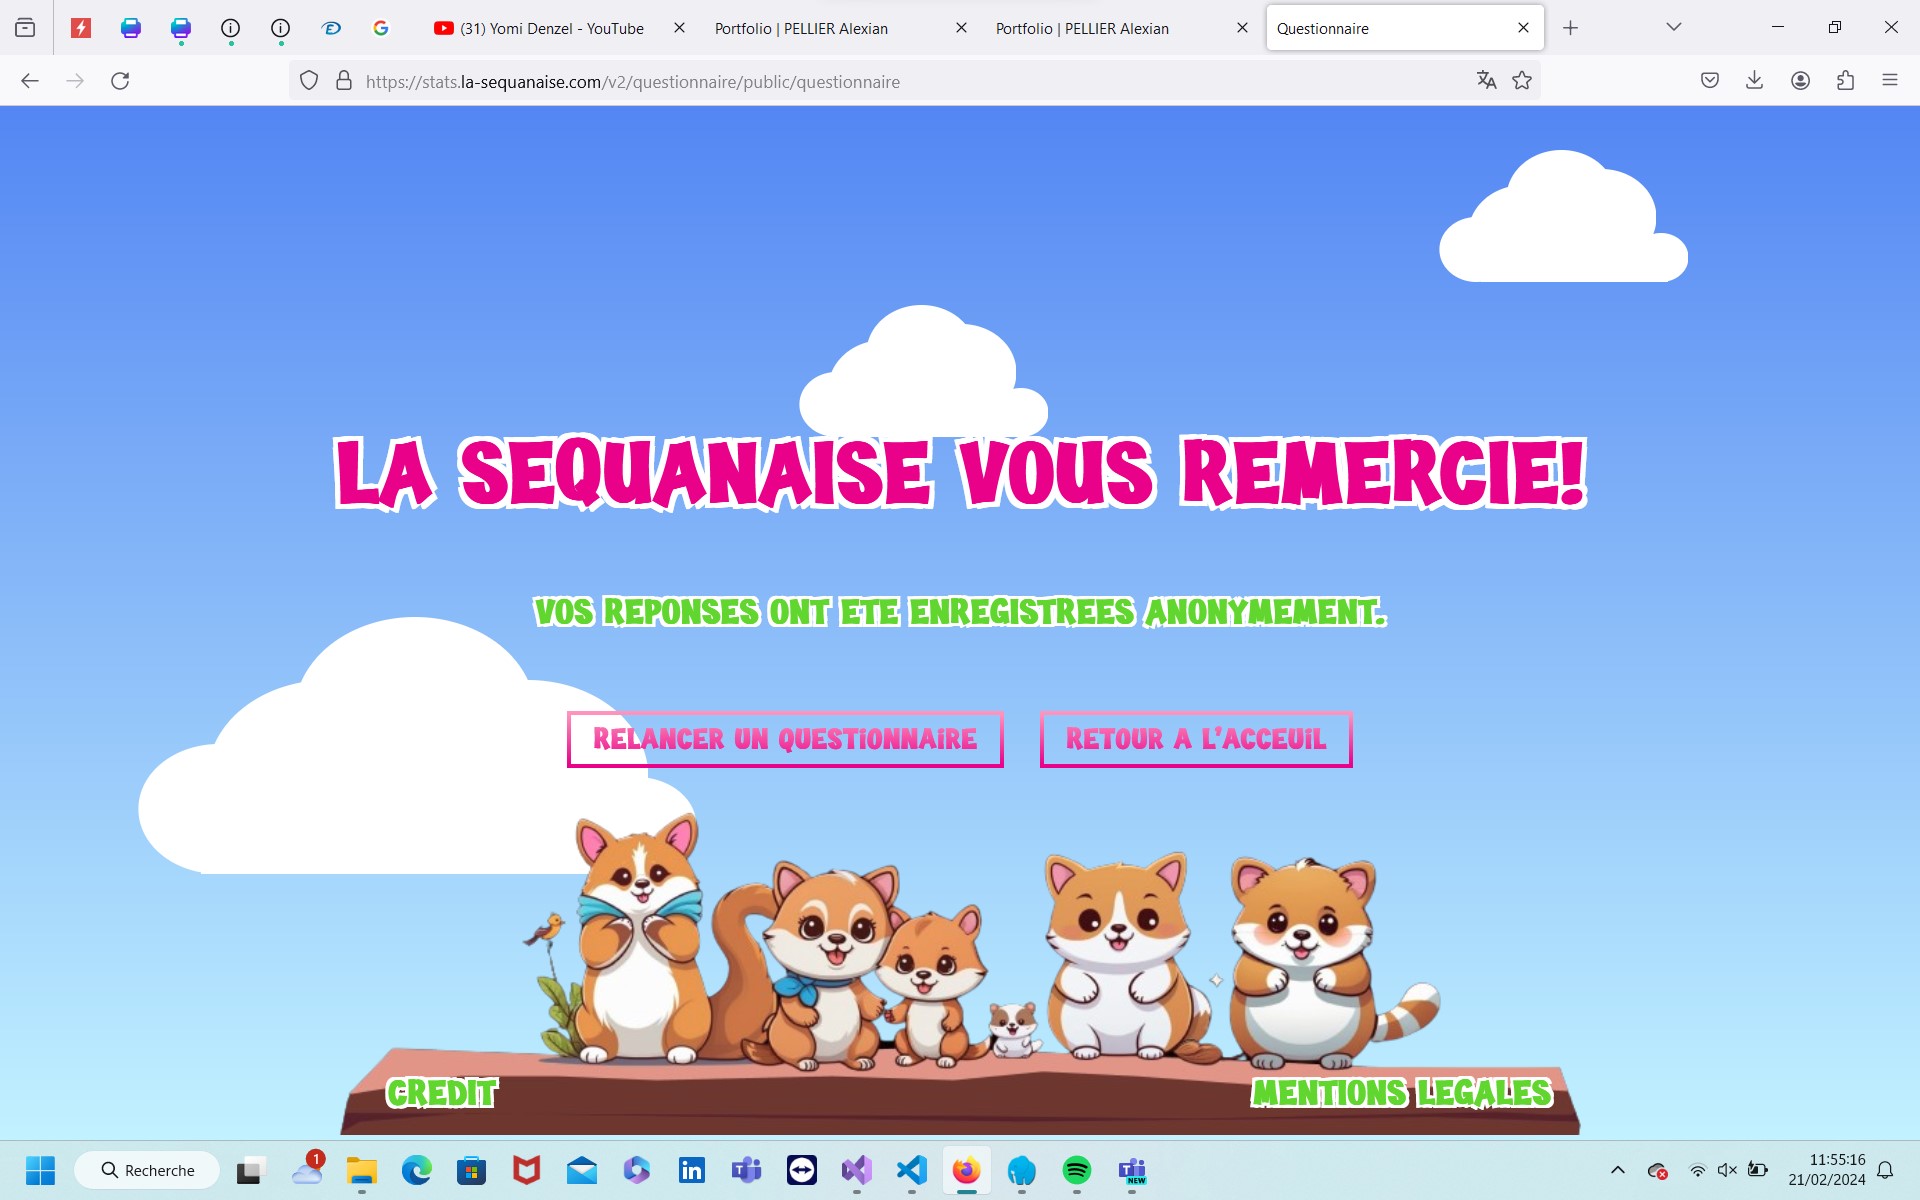 (31) Yomi Denzel - YouTube
Portfolio | PELLIER Alexian
Portfolio | PELLIER Alexian
Questionnaire
https://stats.la-sequanaise.com/v2/questionnaire/public/questionnaire
LA SEQUANAISE VOUS REMERCIE!
VOS REPONSES ONT ETE ENREGISTREES ANONYMEMENT.
RELANCER UN QUESTiONNAiRE
RETOUR A L'ACCEUiL
CREDIT
MENTIONS LEGALES
1
Recherche
NEW
11:55:16
21/02/2024